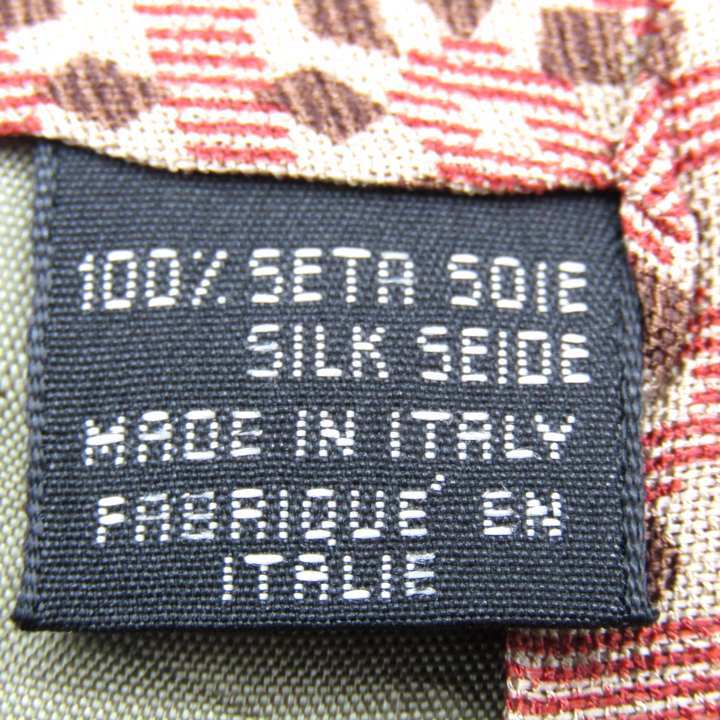 100% SETA SOIE
SILK SEIDE
MADE IN ITALY
FABRIQUÉ EN
ITALIE